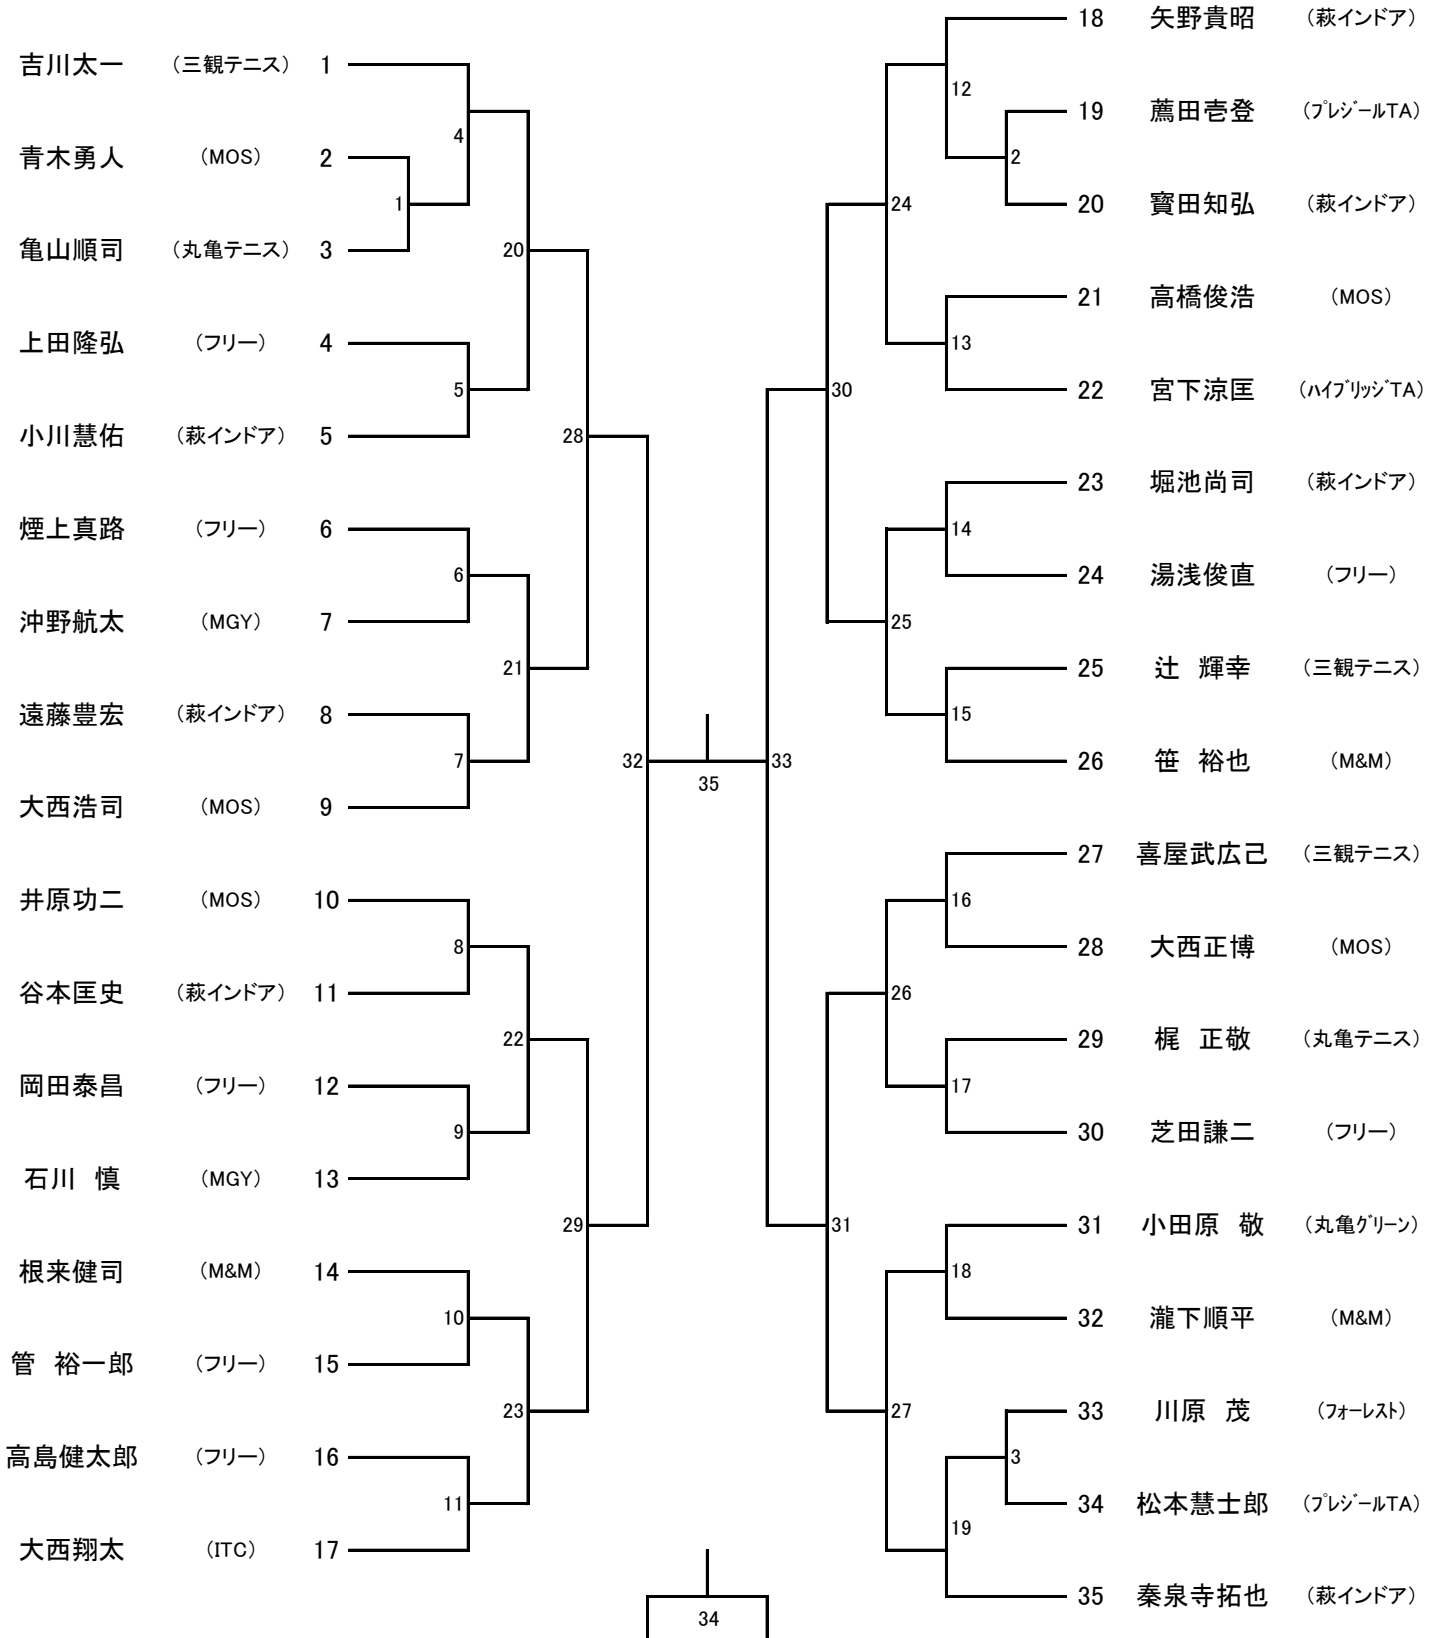 吉川太一 (三観テニス) 1
青木勇人 (MOS) 2
亀山順司 (丸亀テニス) 3
上田隆弘 (フリー) 4
小川慧佑 (萩インドア) 5
煙上真路 (フリー) 6
沖野航太 (MGY) 7
遠藤豊宏 (萩インドア) 8
大西浩司 (MOS) 9
井原功二 (MOS) 10
谷本匡史 (萩インドア) 11
岡田泰昌 (フリー) 12
石川 慎 (MGY) 13
根来健司 (M&M) 14
管 裕一郎 (フリー) 15
高島健太郎 (フリー) 16
大西翔太 (ITC) 17
1
4
5
6
7
8
9
10
11
20
21
22
23
28
29
32
35
34
33
30
31
24
25
26
27
12
2
13
14
15
16
17
18
3
19
18 矢野貴昭 (萩インドア)
19 薦田壱登 (プレジールTA)
20 寳田知弘 (萩インドア)
21 高橋俊浩 (MOS)
22 宮下涼匡 (ハイブリッジTA)
23 堀池尚司 (萩インドア)
24 湯浅俊直 (フリー)
25 辻 輝幸 (三観テニス)
26 笹 裕也 (M&M)
27 喜屋武広己 (三観テニス)
28 大西正博 (MOS)
29 梶 正敬 (丸亀テニス)
30 芝田謙二 (フリー)
31 小田原 敬 (丸亀グリーン)
32 瀧下順平 (M&M)
33 川原 茂 (フォーレスト)
34 松本慧士郎 (プレジールTA)
35 秦泉寺拓也 (萩インドア)